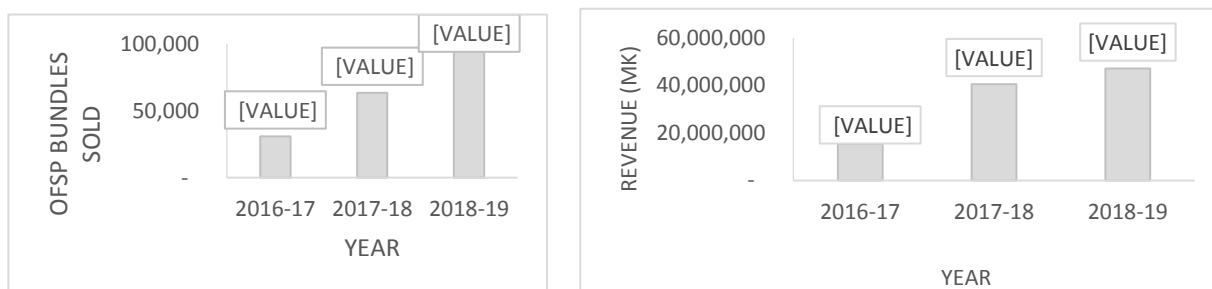 OFSP BUNDLES
SOLD
100,000
50,000
-
[VALUE]
[VALUE]
[VALUE]
2016-17 2017-18 2018-19
YEAR
REVENUE (MK)
60,000,000
40,000,000
20,000,000
-
[VALUE]
[VALUE]
[VALUE]
2016-17 2017-18 2018-19
YEAR